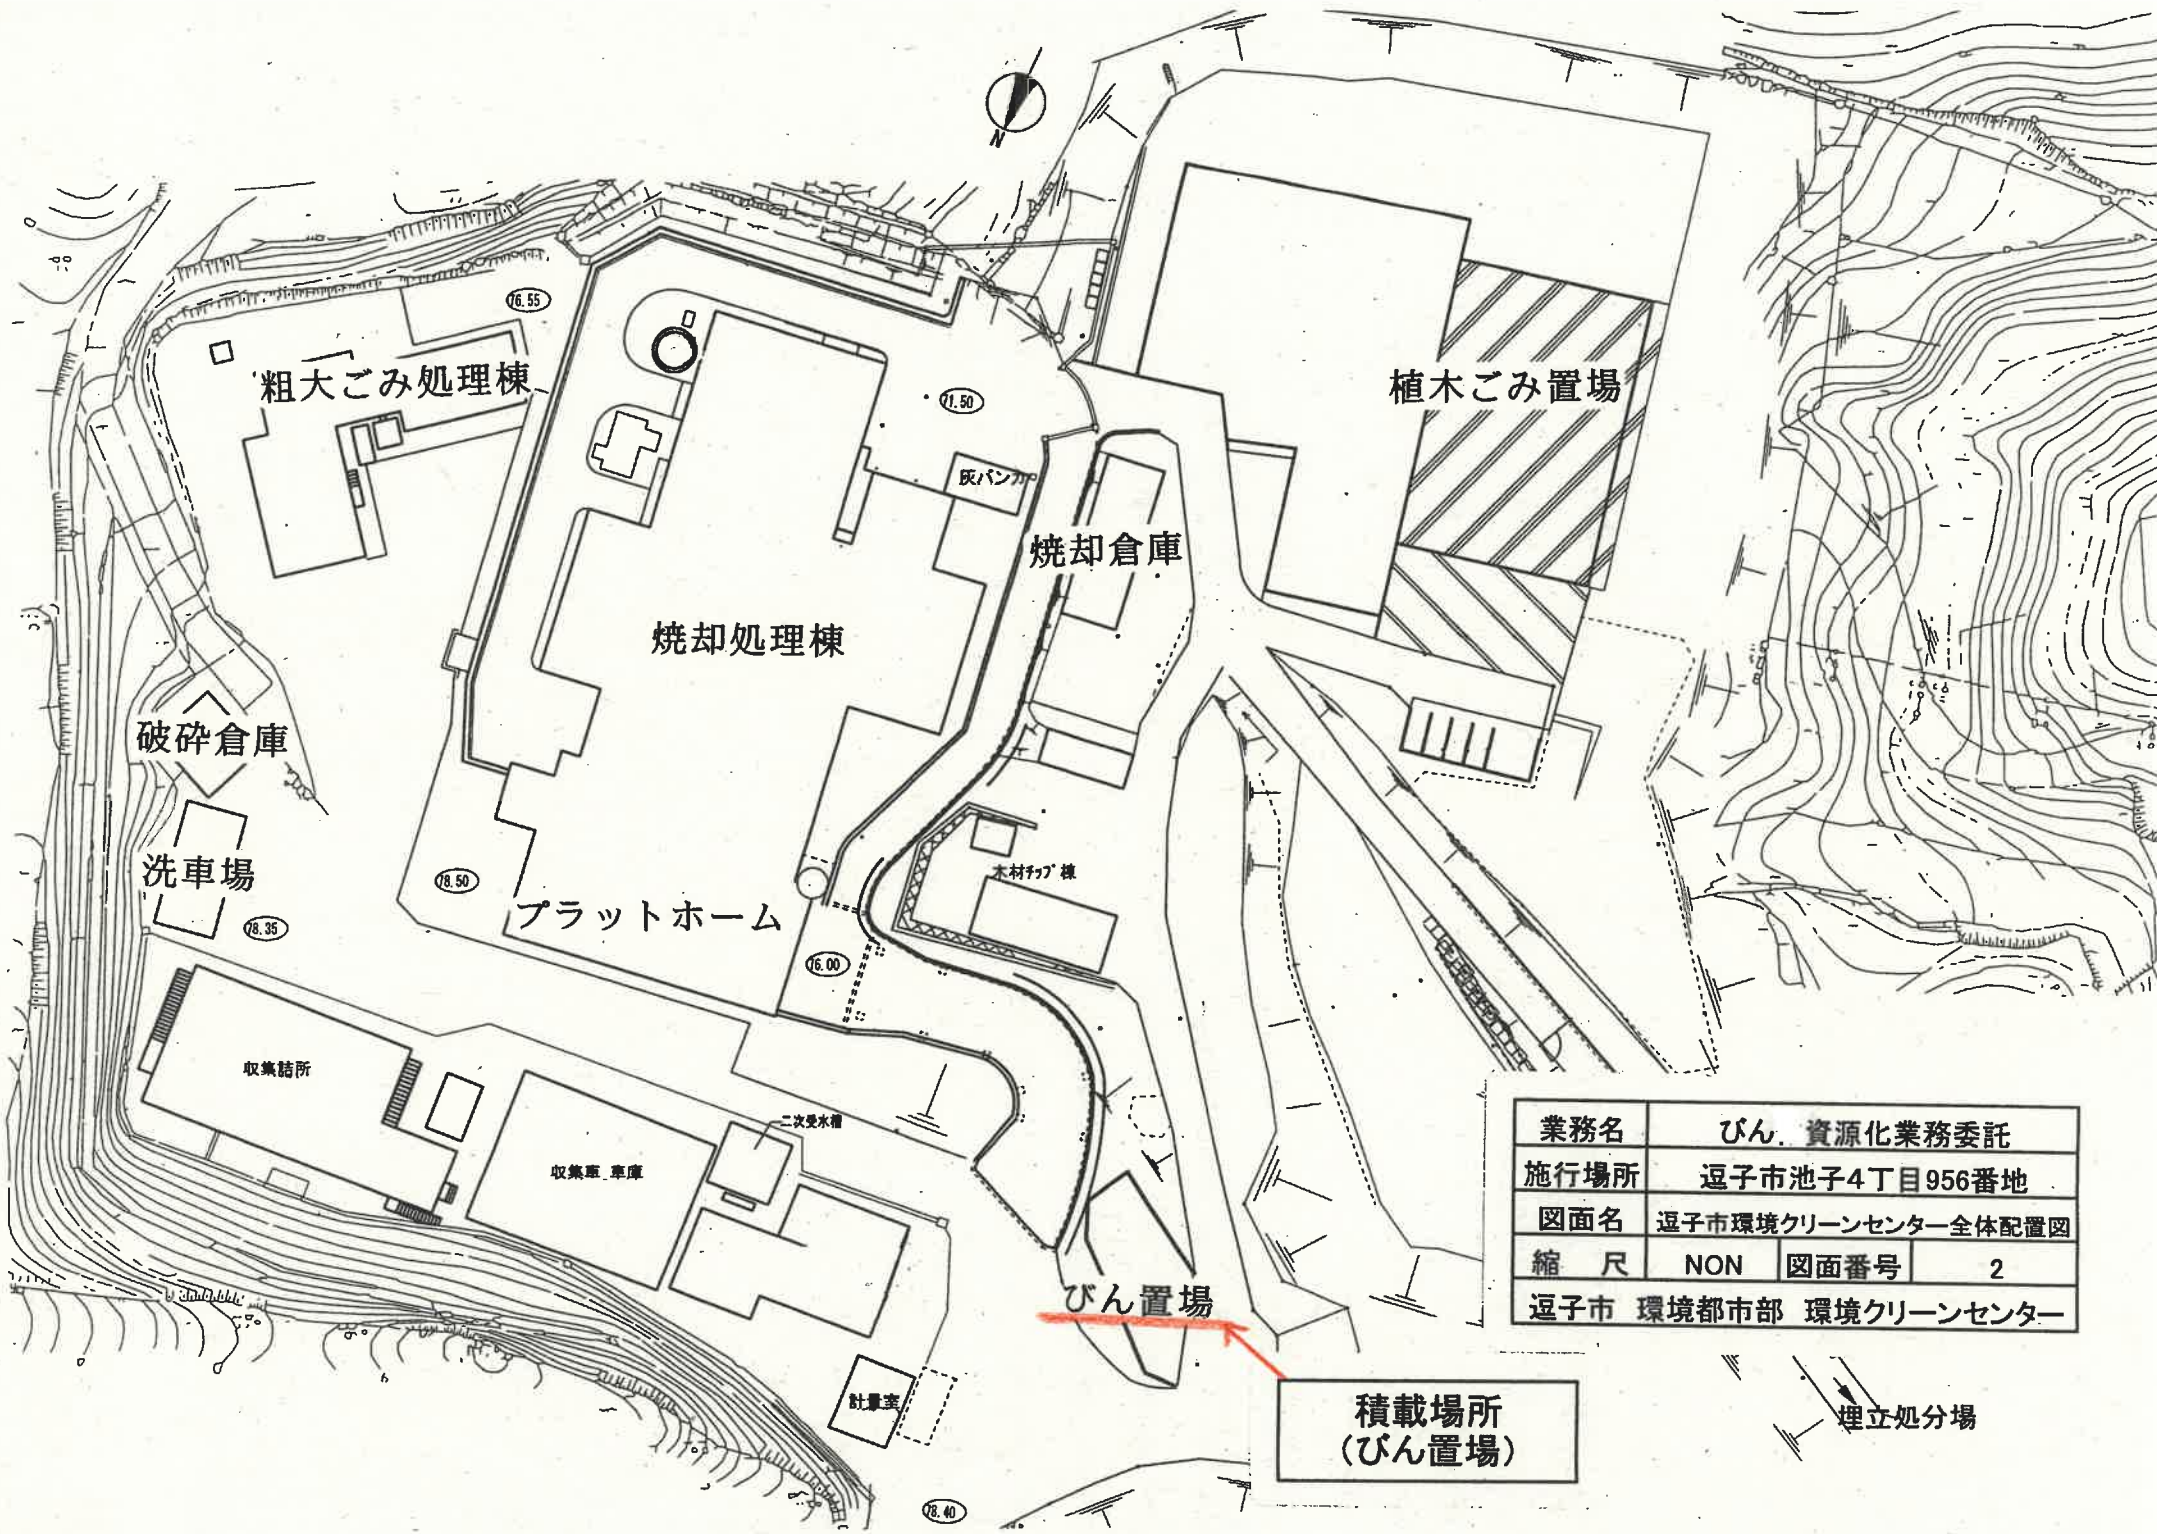 N
76.55
粗大ごみ処理棟
植木ごみ置場
71.50
灰バンカ
焼却倉庫
焼却処理棟
破砕倉庫
洗車場
78.50
木材チップ棟
プラットホーム
78.35
76.00
収集詰所
二次受水槽
収集車 車庫
びん置場
計量室
78.40
積載場所
(びん置場)
業務名 びん. 資源化業務委託
施行場所 逗子市池子4丁目956番地
図面名 逗子市環境クリーンセンター全体配置図
縮 尺 NON 図面番号 2
逗子市 環境都市部 環境クリーンセンター
埋立処分場